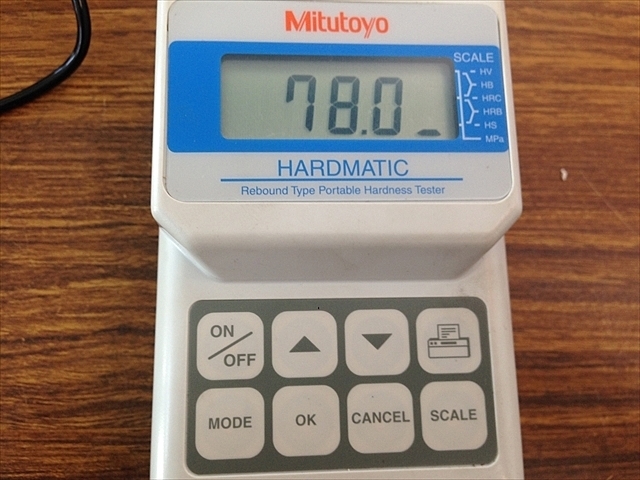 Mitutoyo
SCALE
78.0
HV
HB
HRC
HRB
HS
MPa
HARDMATIC
Rebound Type Portable Hardness Tester
ON/OFF
MODE OK CANCEL SCALE